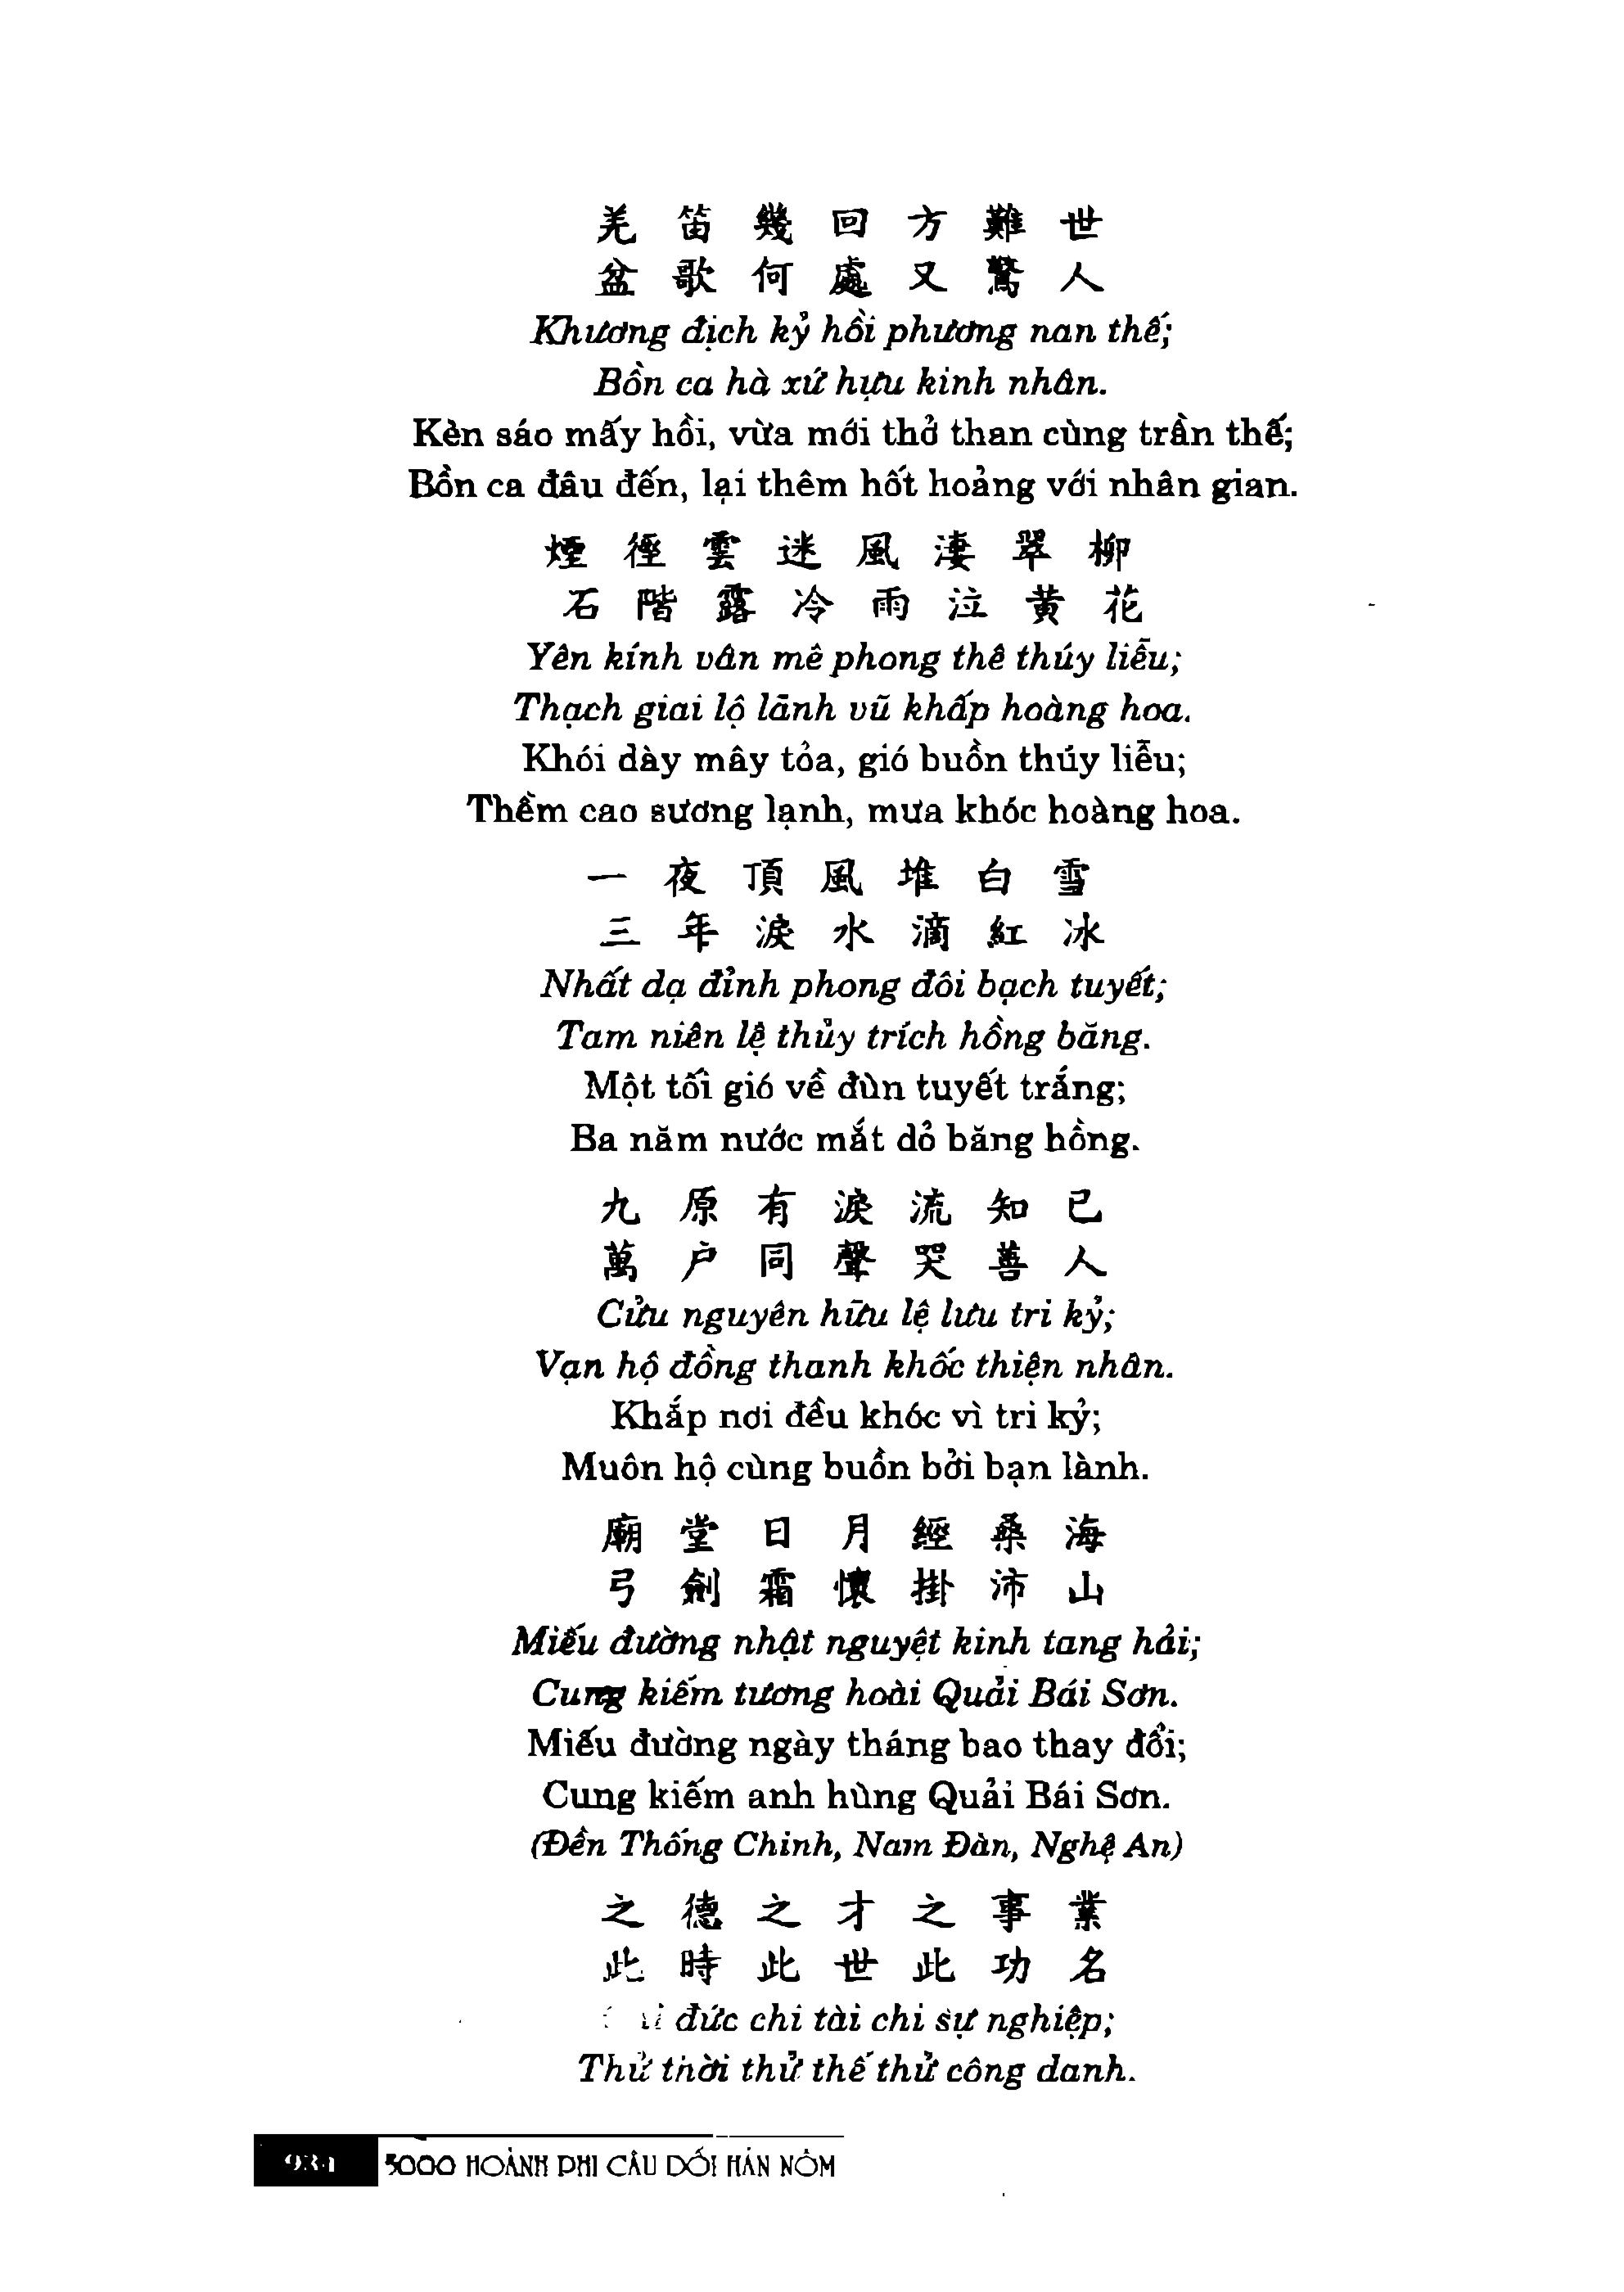 羌笛幾回方難世
盆歌何處又驚人
Khương địch kỷ hồi phương nan thế;
Bồn ca hà xứ hựu kinh nhân.
Kèn sáo mấy hồi, vừa mới thở than cùng trần thế;
Bồn ca đâu đến, lại thêm hốt hoảng với nhân gian.
煙徑雲迷風淒翠柳
石階露冷雨泣黃花
Yên kính vân mê phong thê thúy liễu;
Thạch giai lộ lãnh vũ khấp hoàng hoa.
Khói dày mây tỏa, gió buồn thúy liễu;
Thềm cao sương lạnh, mưa khóc hoàng hoa.
一夜頂風堆白雪
三年淚水滴紅冰
Nhất dạ đỉnh phong đôi bạch tuyết;
Tam niên lệ thủy trích hồng băng.
Một tối gió về đùn tuyết trắng;
Ba năm nước mắt dỏ băng hồng.
九原有淚流知己
萬户同聲哭善人
Cửu nguyên hữu lệ lưu tri kỷ;
Vạn hộ đồng thanh khốc thiện nhân.
Khắp nơi đều khóc vì tri kỷ;
Muôn hộ cùng buồn bởi bạn lành.
廟堂日月經桑海
弓劍霜懷掛沛山
Miếu đường nhật nguyệt kinh tang hải;
Cung kiếm tương hoài Quải Bái Sơn.
Miếu đường ngày tháng bao thay đổi;
Cung kiếm anh hùng Quải Bái Sơn.
(Đền Thống Chinh, Nam Đàn, Nghệ An)
之德之才之事業
此時此世此功名
đức chi tài chi sự nghiệp;
Thử thời thử thế thử công danh.
5000 HOÀNH PHI CÂU ĐỐI HÁN NÔM